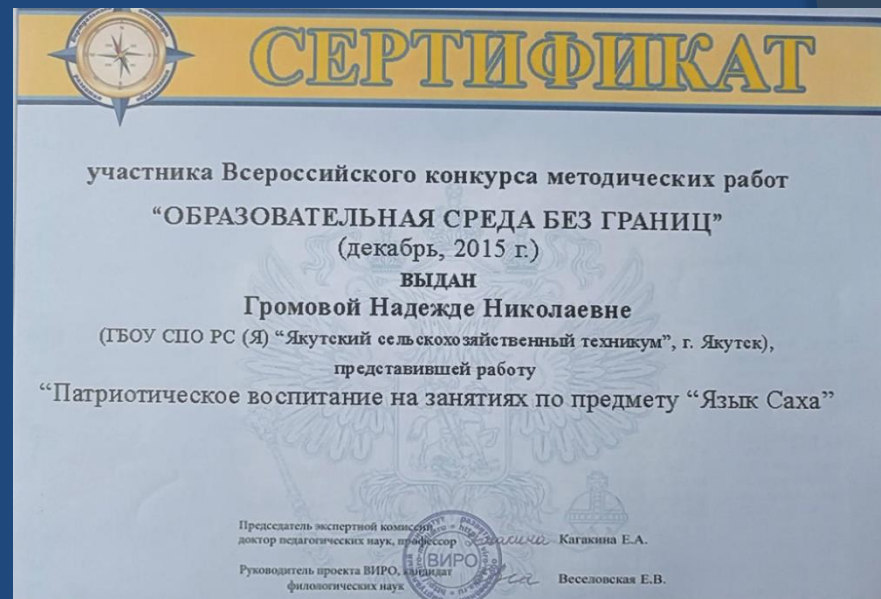 СЕРТИФИКАТ
участника Всероссийского конкурса методических работ
“ОБРАЗОВАТЕЛЬНАЯ СРЕДА БЕЗ ГРАНИЦ”
(декабрь, 2015 г.)
ВЫДАН
Громовой Надежде Николаевне
(ГБОУ СПО РС (Я) “Якутский сельскохозяйственный техникум”, г. Якутск),
представившей работу
“Патриотическое воспитание на занятиях по предмету “Язык Саха”
Председатель экспертной комиссии,
доктор педагогических наук, профессор Кагакина Е.А.
ВИРО
Руководитель проекта ВИРО, кандидат
филологических наук Веселовская Е.В.